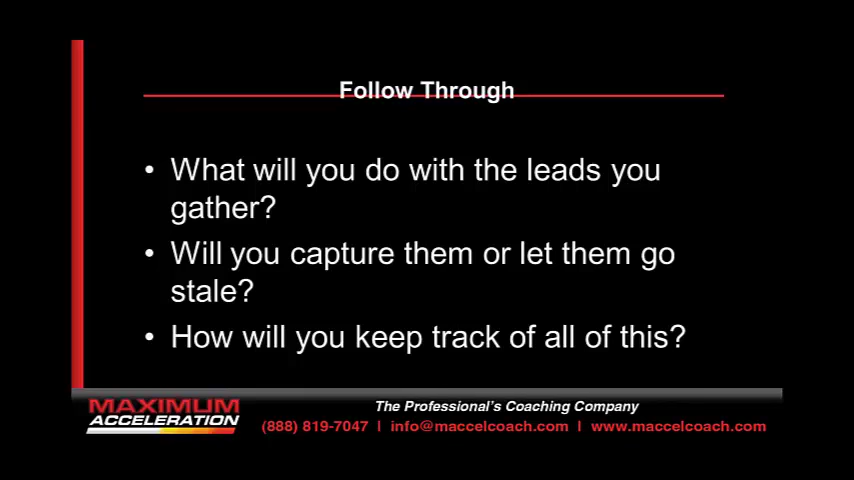 Follow Through
• What will you do with the leads you
gather?
• Will you capture them or let them go
stale?
• How will you keep track of all of this?
MAXIMUM
ACCELERATION
The Professional's Coaching Company
(888) 819-7047 | info@maccelcoach.com | www.maccelcoach.com